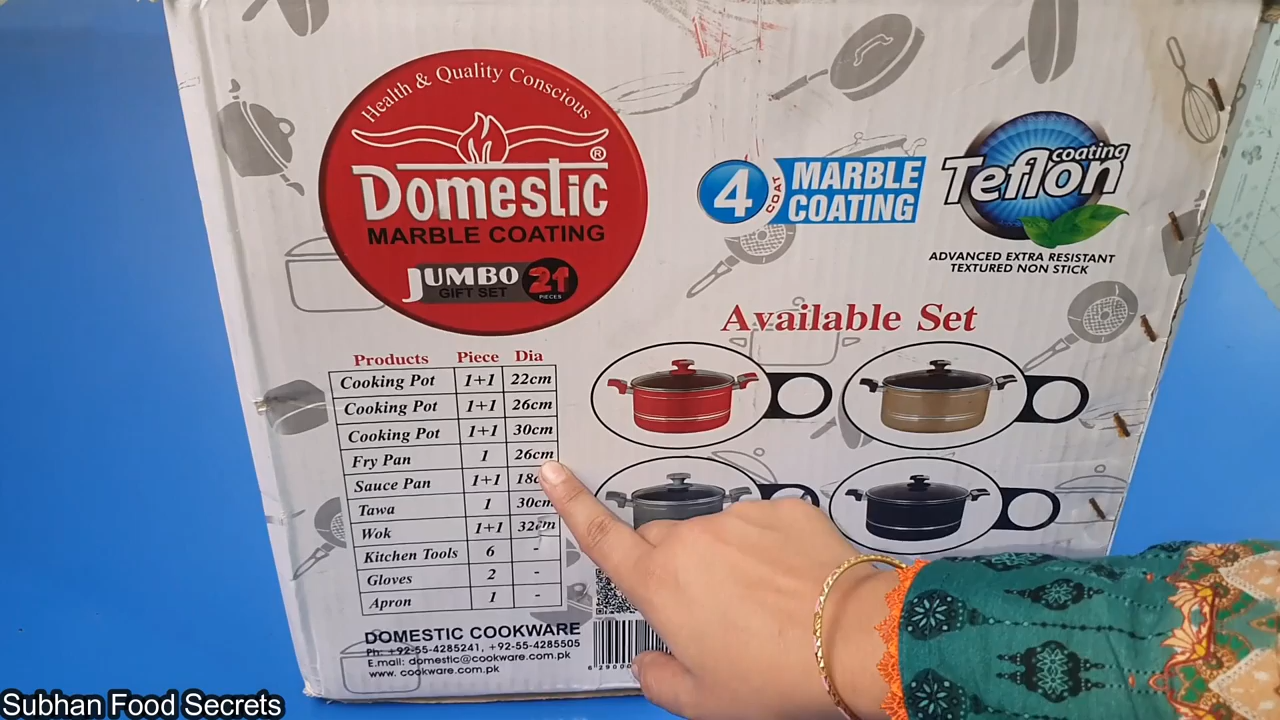 Health & Quality Conscious
Domestic®
MARBLE COATING
JUMBO 21
GIFT SET PIECES
4 COAT MARBLE COATING
Teflon coating
ADVANCED EXTRA RESISTANT
TEXTURED NON STICK
Available Set
Products Piece Dia
Cooking Pot 1+1 22cm
Cooking Pot 1+1 26cm
Cooking Pot 1+1 30cm
Fry Pan 1 26cm
Sauce Pan 1+1
Tawa 1 30cm
Wok 1+1 32cm
Kitchen Tools 6 -
Gloves 2 -
Apron 1 -
DOMESTIC COOKWARE
Ph: +92-55-4285241, +92-55-4285505
E.mail: domestic@cookware.com.pk
www. cookware.com.pk
Subhan Food Secrets